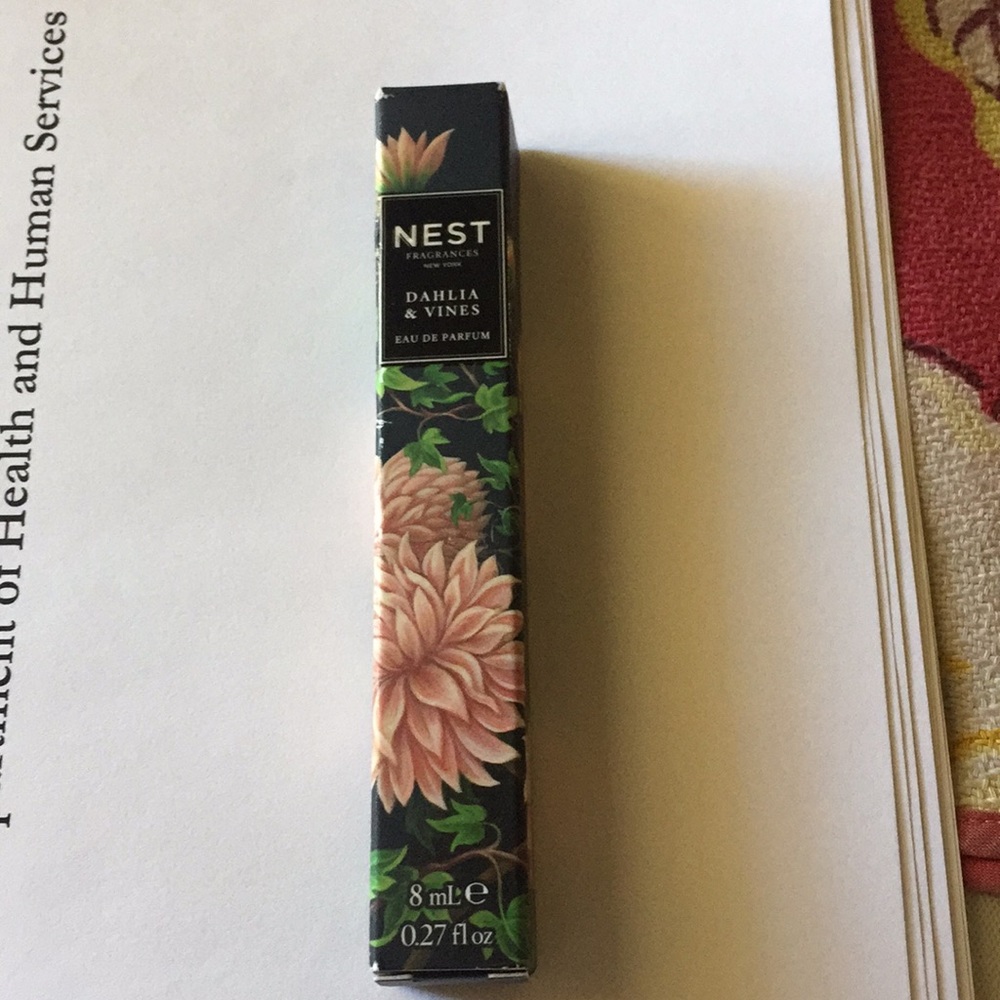 NEST
FRAGRANCES
NEW YORK
DAHLIA
& VINES
EAU DE PARFUM
8 mL ℮
0.27 fl oz
of Health and Human Services